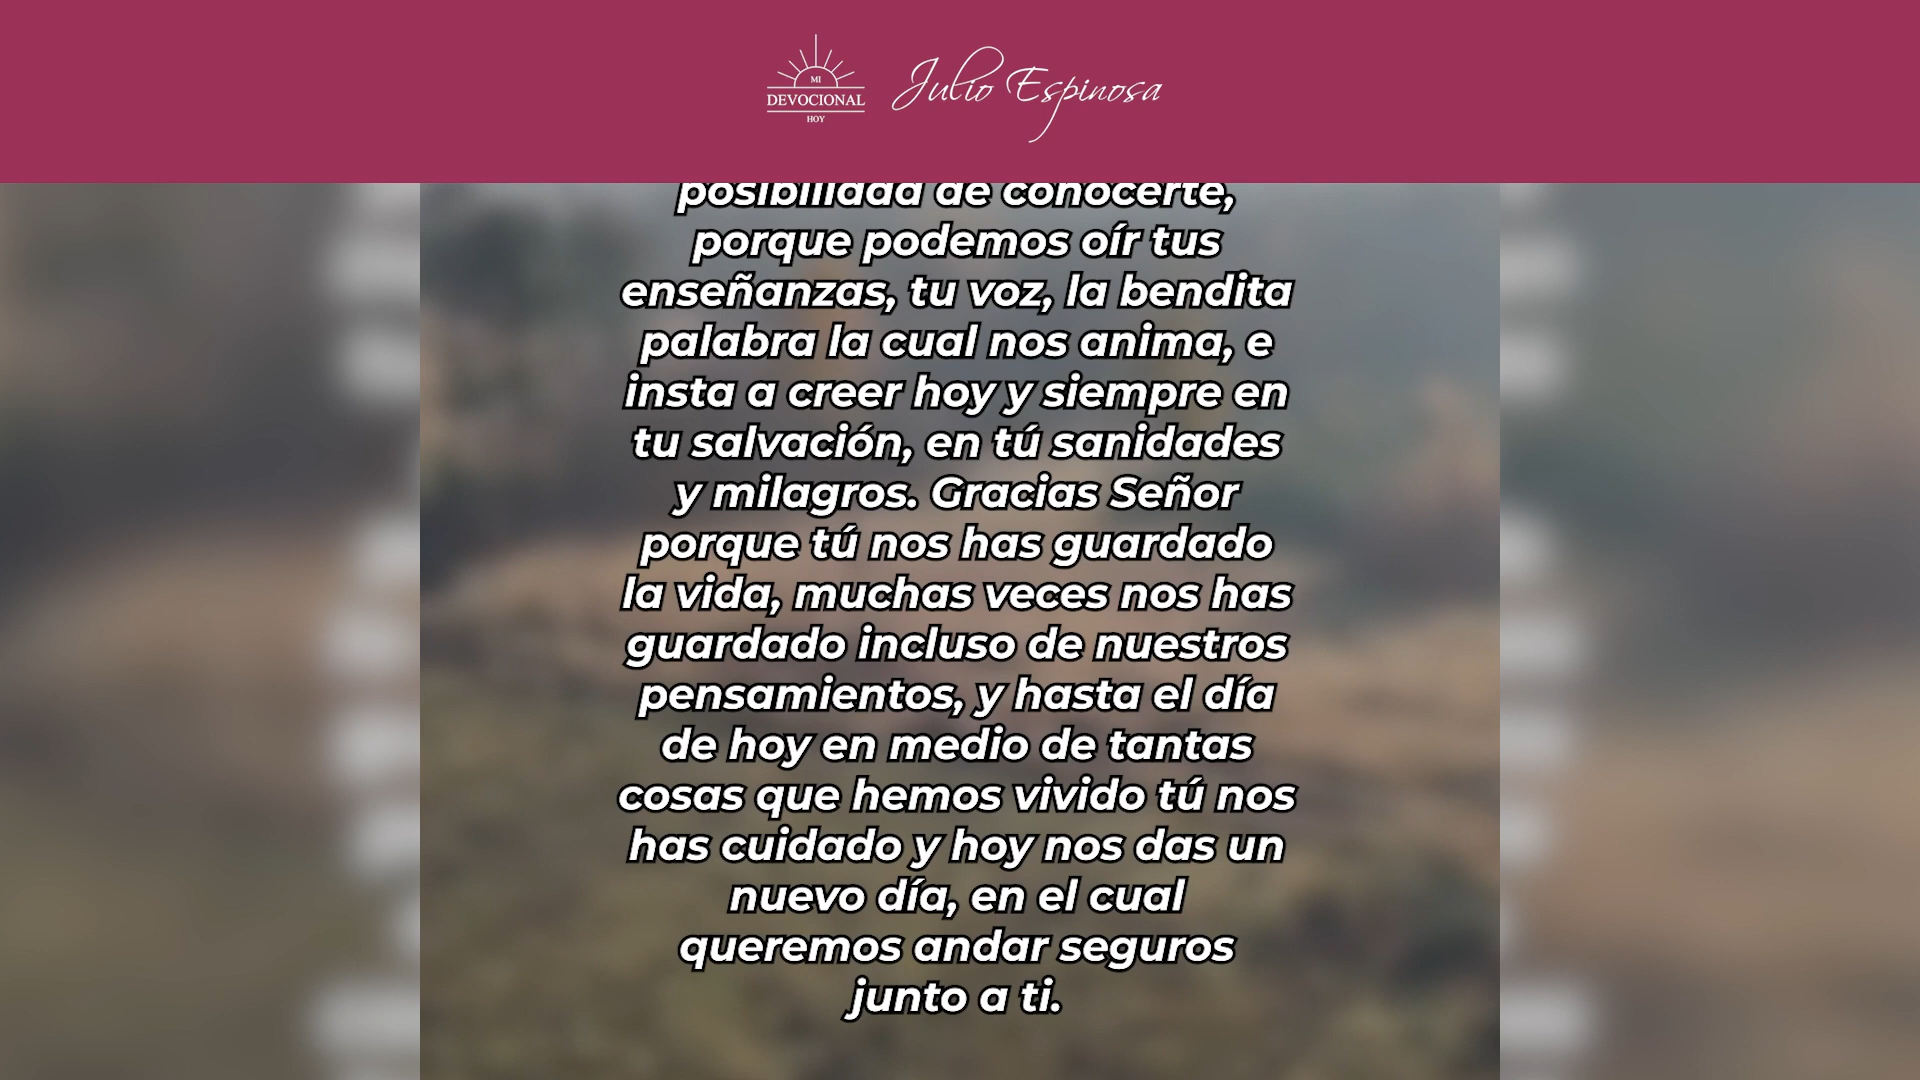 MI
DEVOCIONAL
HOY
Julio Espinosa
posibilidad de conocerte,
porque podemos oír tus
enseñanzas, tu voz, la bendita
palabra la cual nos anima, e
insta a creer hoy y siempre en
tu salvación, en tú sanidades
y milagros. Gracias Señor
porque tú nos has guardado
la vida, muchas veces nos has
guardado incluso de nuestros
pensamientos, y hasta el día
de hoy en medio de tantas
cosas que hemos vivido tú nos
has cuidado y hoy nos das un
nuevo día, en el cual
queremos andar seguros
junto a ti.